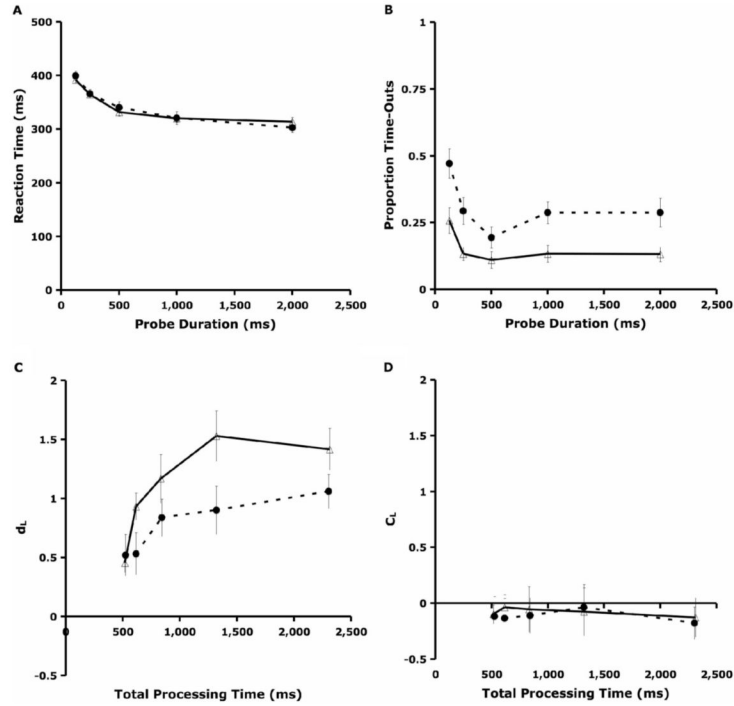 A
Reaction Time (ms)
500
400
300
200
100
0
0 500 1,000 1,500 2,000 2,500
Probe Duration (ms)
B
Proportion Time-Outs
1
0.75
0.5
0.25
0
0 500 1,000 1,500 2,000 2,500
Probe Duration (ms)
C
dL
2
1.5
1
0.5
0
-0.5
0 500 1,000 1,500 2,000 2,500
Total Processing Time (ms)
D
CL
2
1.5
1
0.5
0
-0.5
0 500 1,000 1,500 2,000 2,500
Total Processing Time (ms)